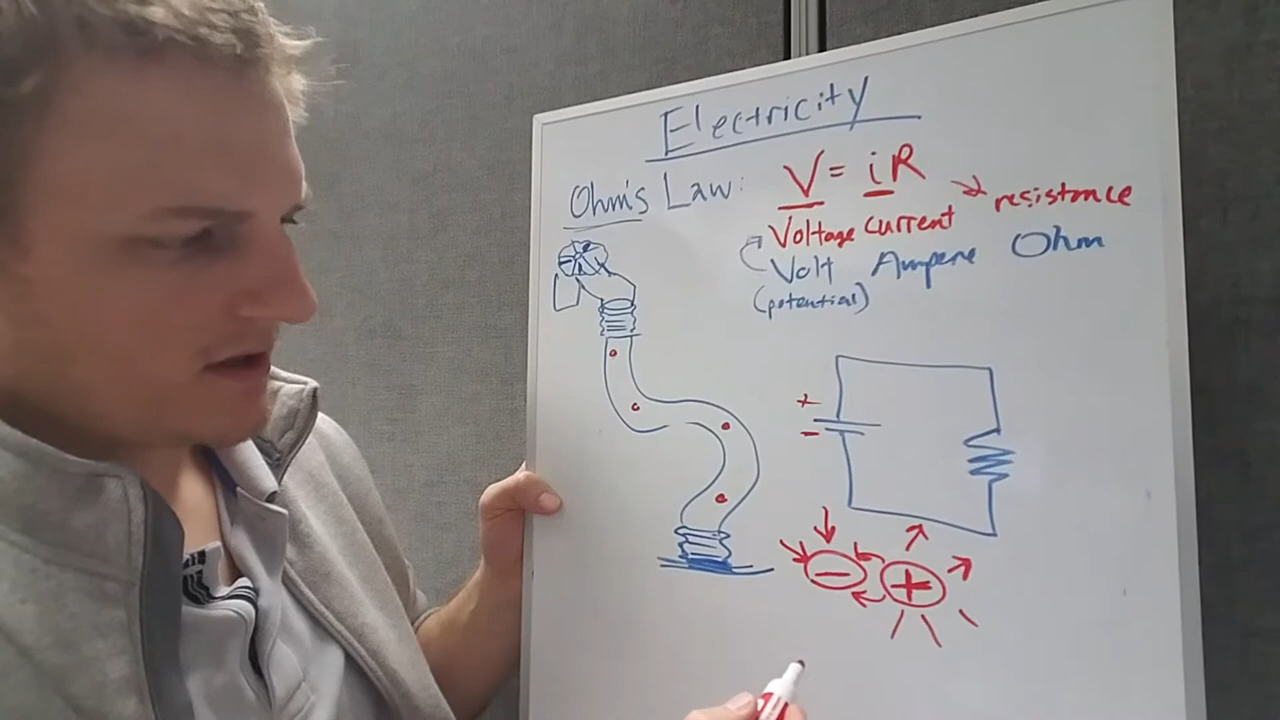 Electricity
Ohm's Law: V = iR
Voltage current resistance
Volt Ampere Ohm
(potential)
+
-
- +